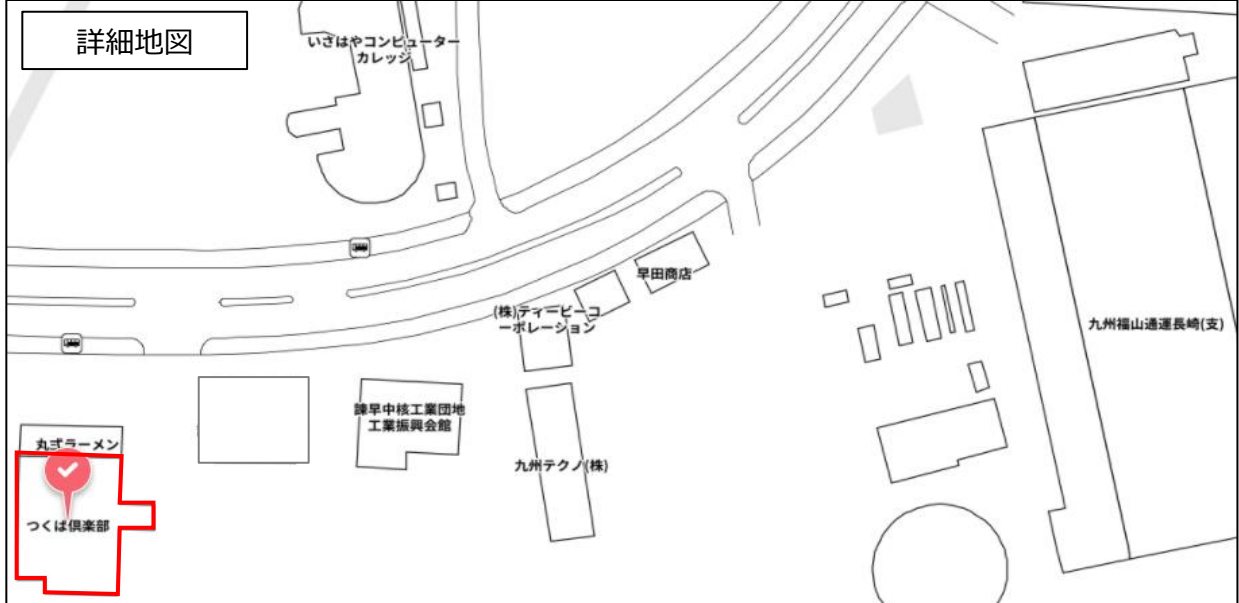 詳細地図
いさはやコンピューター
カレッジ
早田商店
(株)ティービーコ
ーポレーション
九州福山通運長崎(支)
諫早中核工業団地
工業振興会館
丸弍ラーメン
九州テクノ(株)
つくば倶楽部